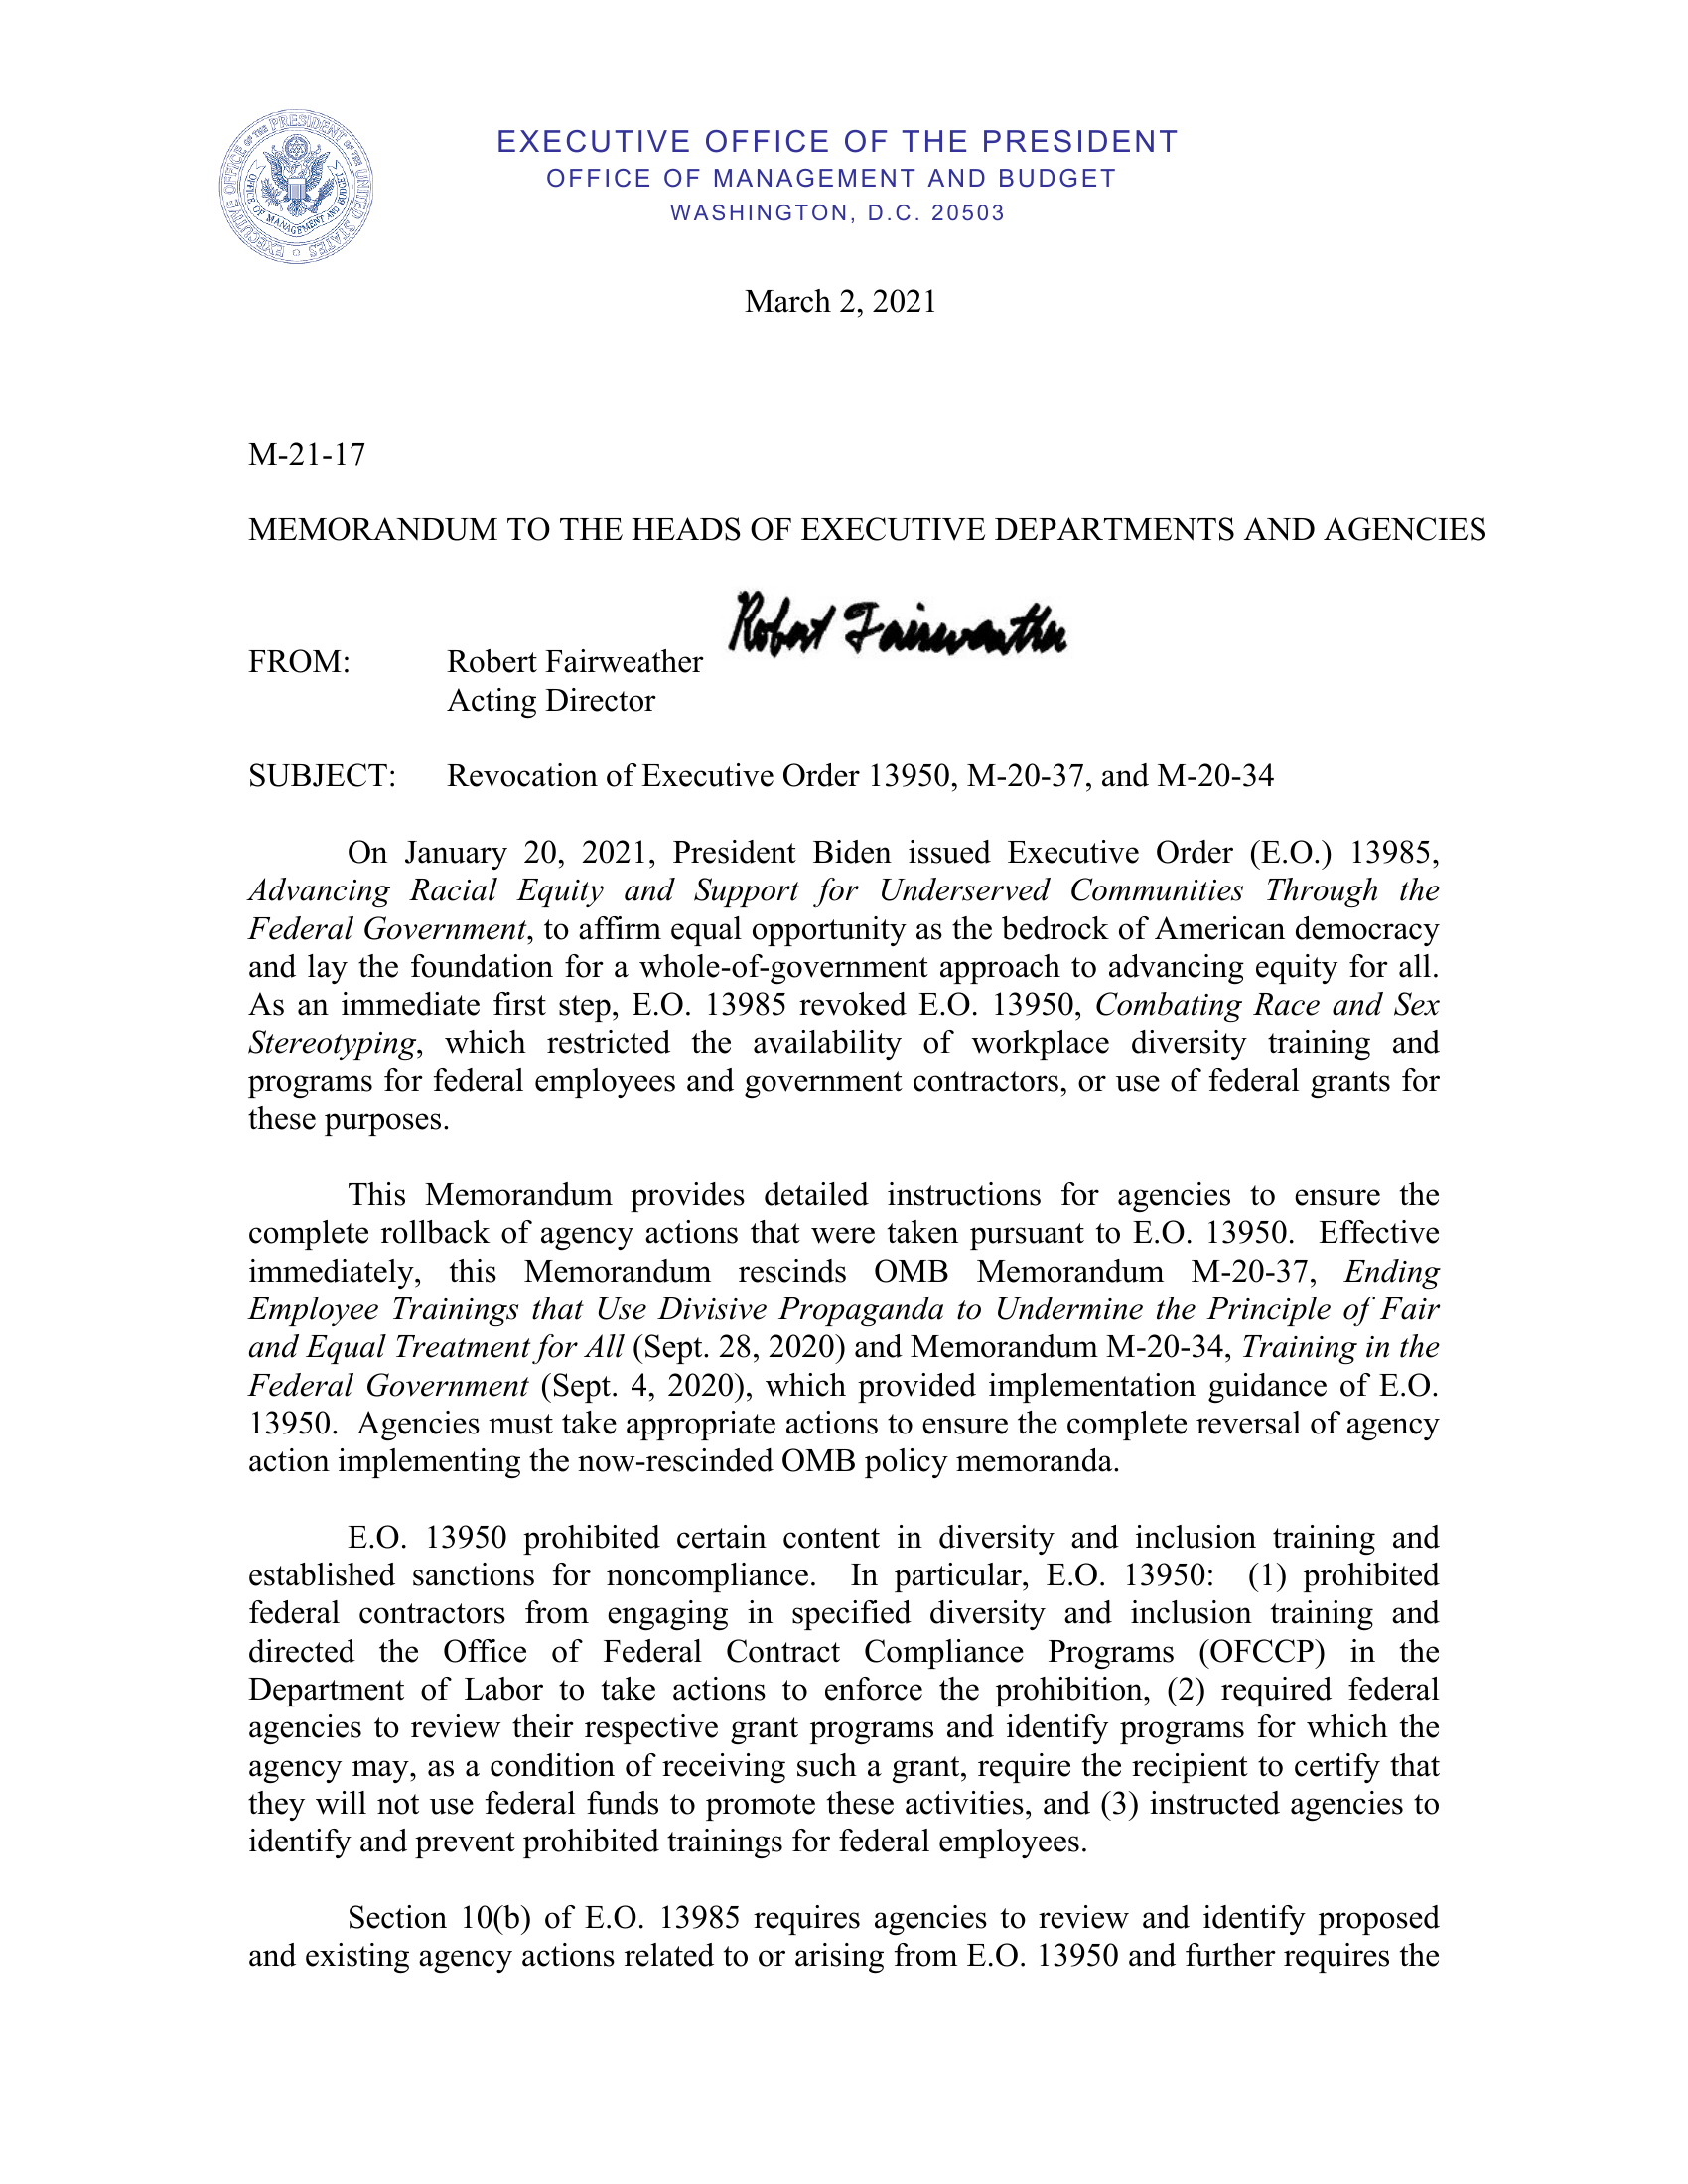 EXECUTIVE OFFICE OF THE PRESIDENT OF THE UNITED STATES
OFFICE OF MANAGEMENT AND BUDGET
EXECUTIVE OFFICE OF THE PRESIDENT
OFFICE OF MANAGEMENT AND BUDGET
WASHINGTON, D.C. 20503
March 2, 2021
M-21-17
MEMORANDUM TO THE HEADS OF EXECUTIVE DEPARTMENTS AND AGENCIES
Robert Fairweather
FROM: Robert Fairweather
Acting Director
SUBJECT: Revocation of Executive Order 13950, M-20-37, and M-20-34
On January 20, 2021, President Biden issued Executive Order (E.O.) 13985,
Advancing Racial Equity and Support for Underserved Communities Through the
Federal Government, to affirm equal opportunity as the bedrock of American democracy
and lay the foundation for a whole-of-government approach to advancing equity for all.
As an immediate first step, E.O. 13985 revoked E.O. 13950, Combating Race and Sex
Stereotyping, which restricted the availability of workplace diversity training and
programs for federal employees and government contractors, or use of federal grants for
these purposes.
This Memorandum provides detailed instructions for agencies to ensure the
complete rollback of agency actions that were taken pursuant to E.O. 13950. Effective
immediately, this Memorandum rescinds OMB Memorandum M-20-37, Ending
Employee Trainings that Use Divisive Propaganda to Undermine the Principle of Fair
and Equal Treatment for All (Sept. 28, 2020) and Memorandum M-20-34, Training in the
Federal Government (Sept. 4, 2020), which provided implementation guidance of E.O.
13950. Agencies must take appropriate actions to ensure the complete reversal of agency
action implementing the now-rescinded OMB policy memoranda.
E.O. 13950 prohibited certain content in diversity and inclusion training and
established sanctions for noncompliance. In particular, E.O. 13950: (1) prohibited
federal contractors from engaging in specified diversity and inclusion training and
directed the Office of Federal Contract Compliance Programs (OFCCP) in the
Department of Labor to take actions to enforce the prohibition, (2) required federal
agencies to review their respective grant programs and identify programs for which the
agency may, as a condition of receiving such a grant, require the recipient to certify that
they will not use federal funds to promote these activities, and (3) instructed agencies to
identify and prevent prohibited trainings for federal employees.
Section 10(b) of E.O. 13985 requires agencies to review and identify proposed
and existing agency actions related to or arising from E.O. 13950 and further requires the